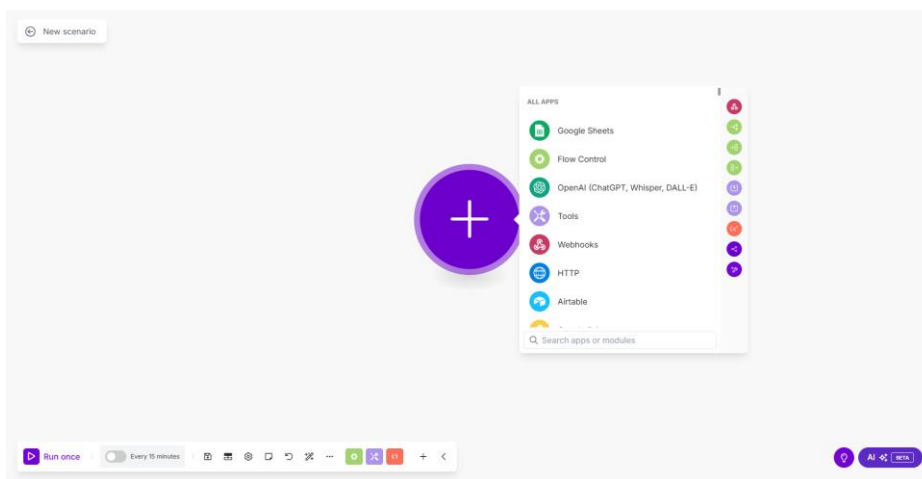 New scenario
ALL APPS
Google Sheets
Flow Control
OpenAI (ChatGPT, Whisper, DALL-E)
Tools
Webhooks
HTTP
Airtable
Search apps or modules
Run once
Every 15 minutes
AI BETA